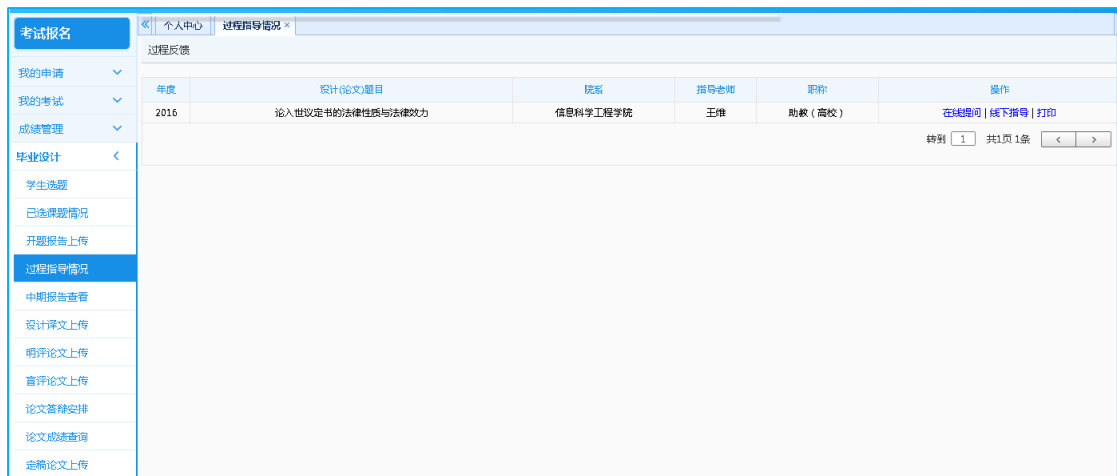 考试报名
我的申请
我的考试
成绩管理
毕业设计
学生选题
已选课题情况
开题报告上传
过程指导情况
中期报告查看
设计译文上传
明评论文上传
盲评论文上传
论文答辩安排
论文成绩查询
定稿论文上传
个人中心 过程指导情况 ×
过程反馈
年度 设计(论文)题目 院系 指导老师 职称 操作
2016 论入世议定书的法律性质与法律效力 信息科学工程学院 王维 助教（高校） 在线提问 | 线下指导 | 打印
转到 1 共1页 1条 < >